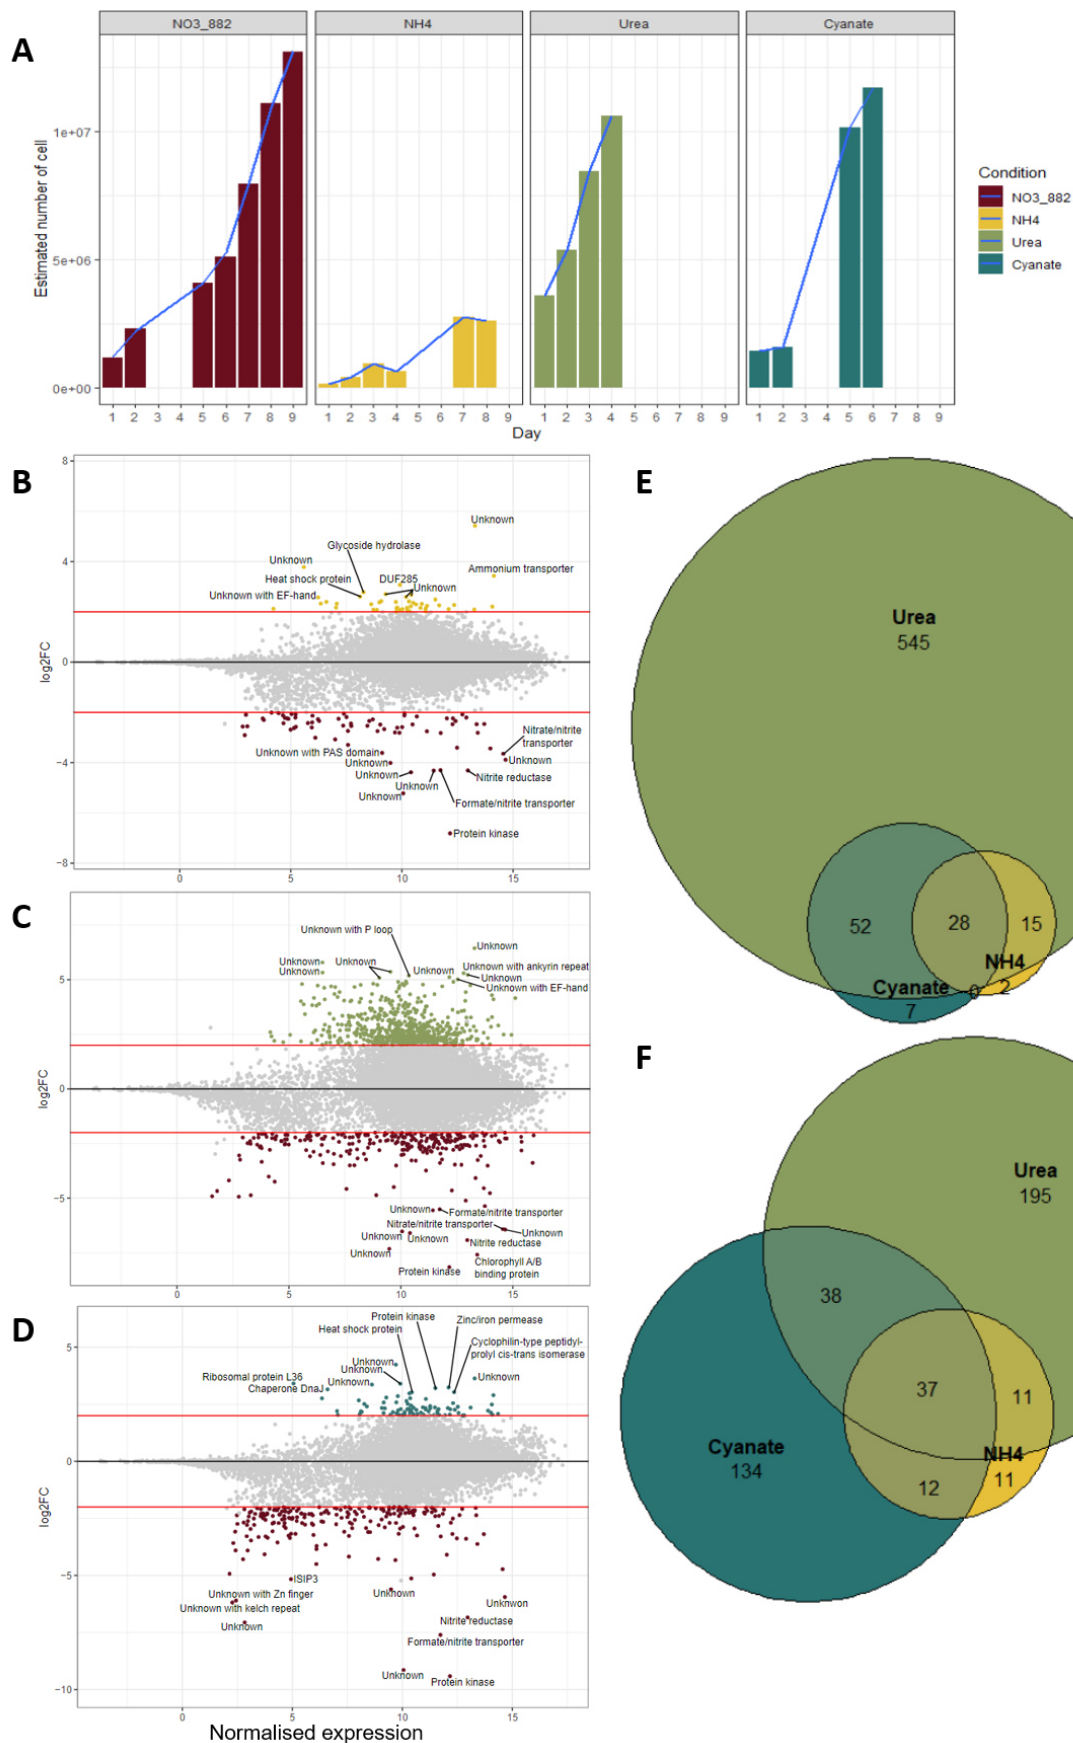 A
NO3_882
NH4
Urea
Cyanate
Estimated number of cell
1e+07
5e+06
0e+00
1 2 3 4 5 6 7 8 9
1 2 3 4 5 6 7 8 9
1 2 3 4 5 6 7 8 9
1 2 3 4 5 6 7 8 9
Day
Condition
NO3_882
NH4
Urea
Cyanate
B
log2FC
8
4
0
−4
−8
0 5 10 15
Unknown
Glycoside hydrolase
Unknown
Ammonium transporter
Heat shock protein
DUF285
Unknown
Unknown with EF-hand
Nitrate/nitrite
transporter
Unknown with PAS domain
Unknown
Unknown
Unknown
Nitrite reductase
Unknown
Unknown
Formate/nitrite transporter
Protein kinase
C
log2FC
5
0
−5
0 5 10 15
Unknown with P loop
Unknown
Unknown
Unknown
Unknown
Unknown
Unknown with ankyrin repeat
Unknown
Unknown with EF-hand
Unknown
Formate/nitrite transporter
Nitrate/nitrite transporter
Unknown
Unknown
Unknown
Nitrite reductase
Unknown
Chlorophyll A/B
binding protein
Protein kinase
D
log2FC
5
0
−5
−10
0 5 10 15
Protein kinase
Zinc/iron permease
Heat shock protein
Cyclophilin-type peptidyl-
prolyl cis-trans isomerase
Unknown
Unknown
Ribosomal protein L36
Unknown
Unknown
Chaperone DnaJ
ISIP3
Unknown with Zn finger
Unknown
Unknwon
Unknown with kelch repeat
Nitrite reductase
Unknown
Formate/nitrite transporter
Unknown
Protein kinase
Normalised expression
E
Urea
545
52
28
15
NH4
Cyanate
0
2
7
F
Urea
195
38
37
11
Cyanate
134
NH4
11
12